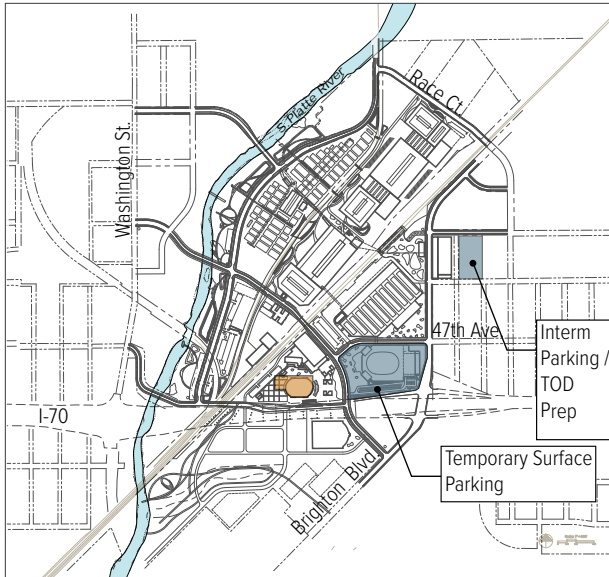 S. Platte River
Race Ct.
Washington St.
47th Ave
Interm
Parking /
TOD
Prep
I-70
Temporary Surface
Parking
Brighton Blvd.